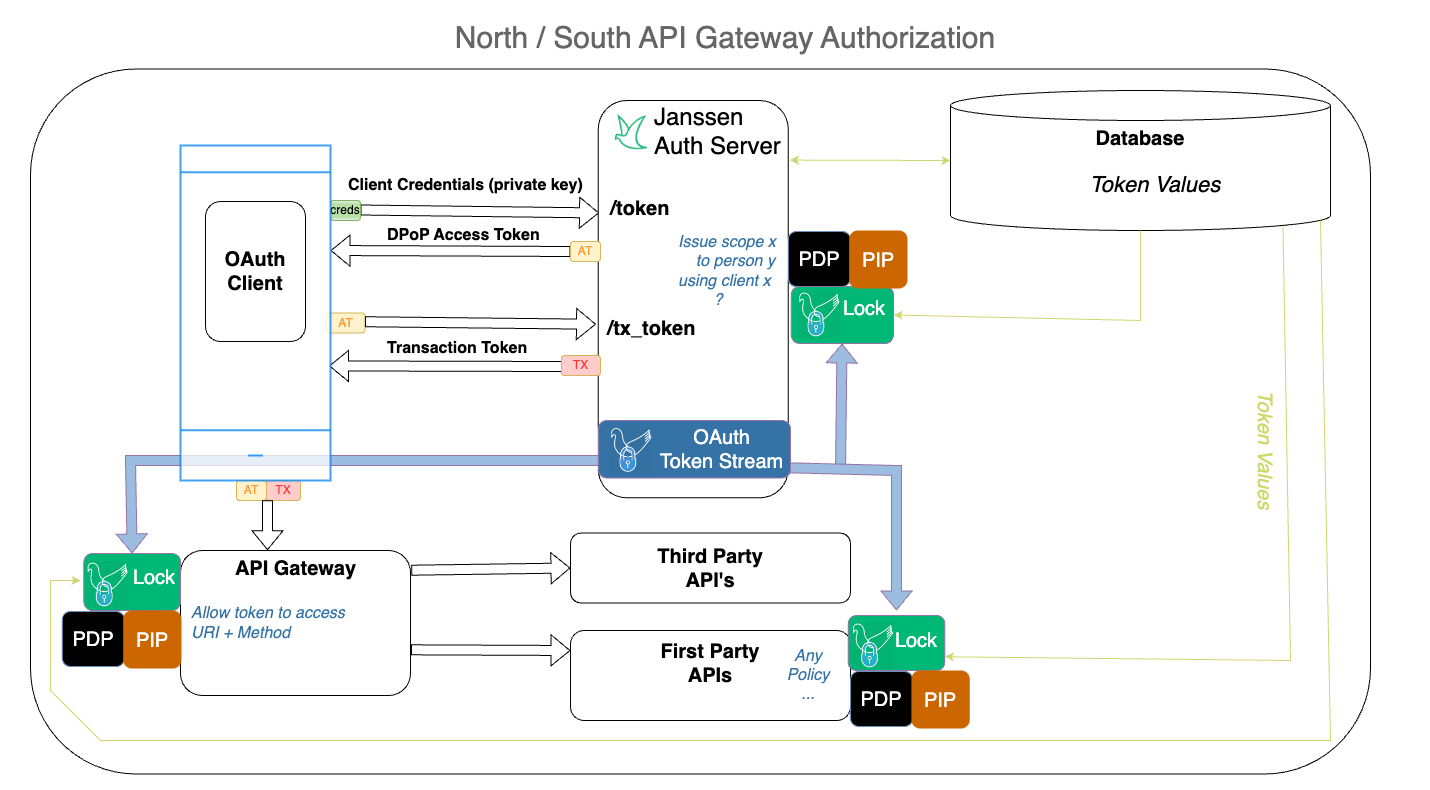 North / South API Gateway Authorization
Janssen
Auth Server
Database
Token Values
Client Credentials (private key)
creds
/token
DPoP Access Token
AT
OAuth
Client
Issue scope x
to person y
using client x
?
PDP
PIP
Lock
AT
/tx_token
Transaction Token
TX
Token Values
OAuth
Token Stream
AT
TX
Lock
PDP
PIP
API Gateway
Allow token to access
URI + Method
Third Party
API's
First Party
APIs
Any
Policy
...
Lock
PDP
PIP